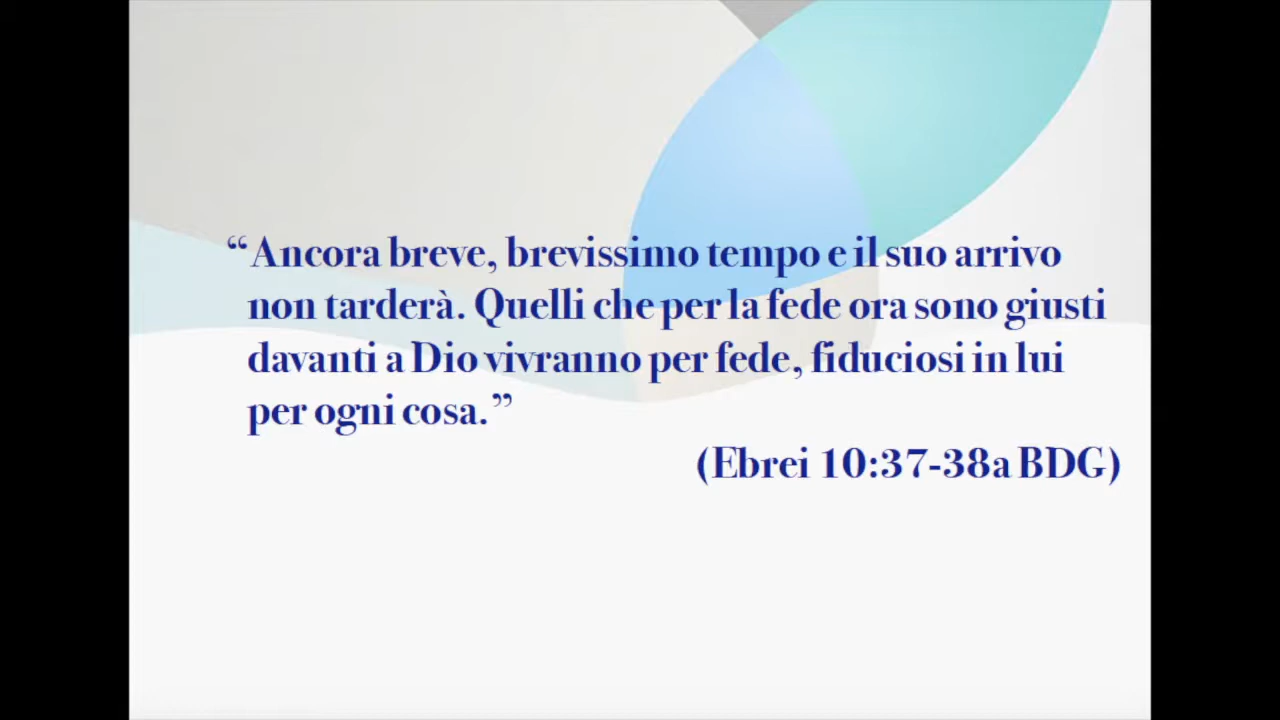 “Ancora breve, brevissimo tempo e il suo arrivo
non tarderà. Quelli che per la fede ora sono giusti
davanti a Dio vivranno per fede, fiduciosi in lui
per ogni cosa.”
(Ebrei 10:37-38a BDG)